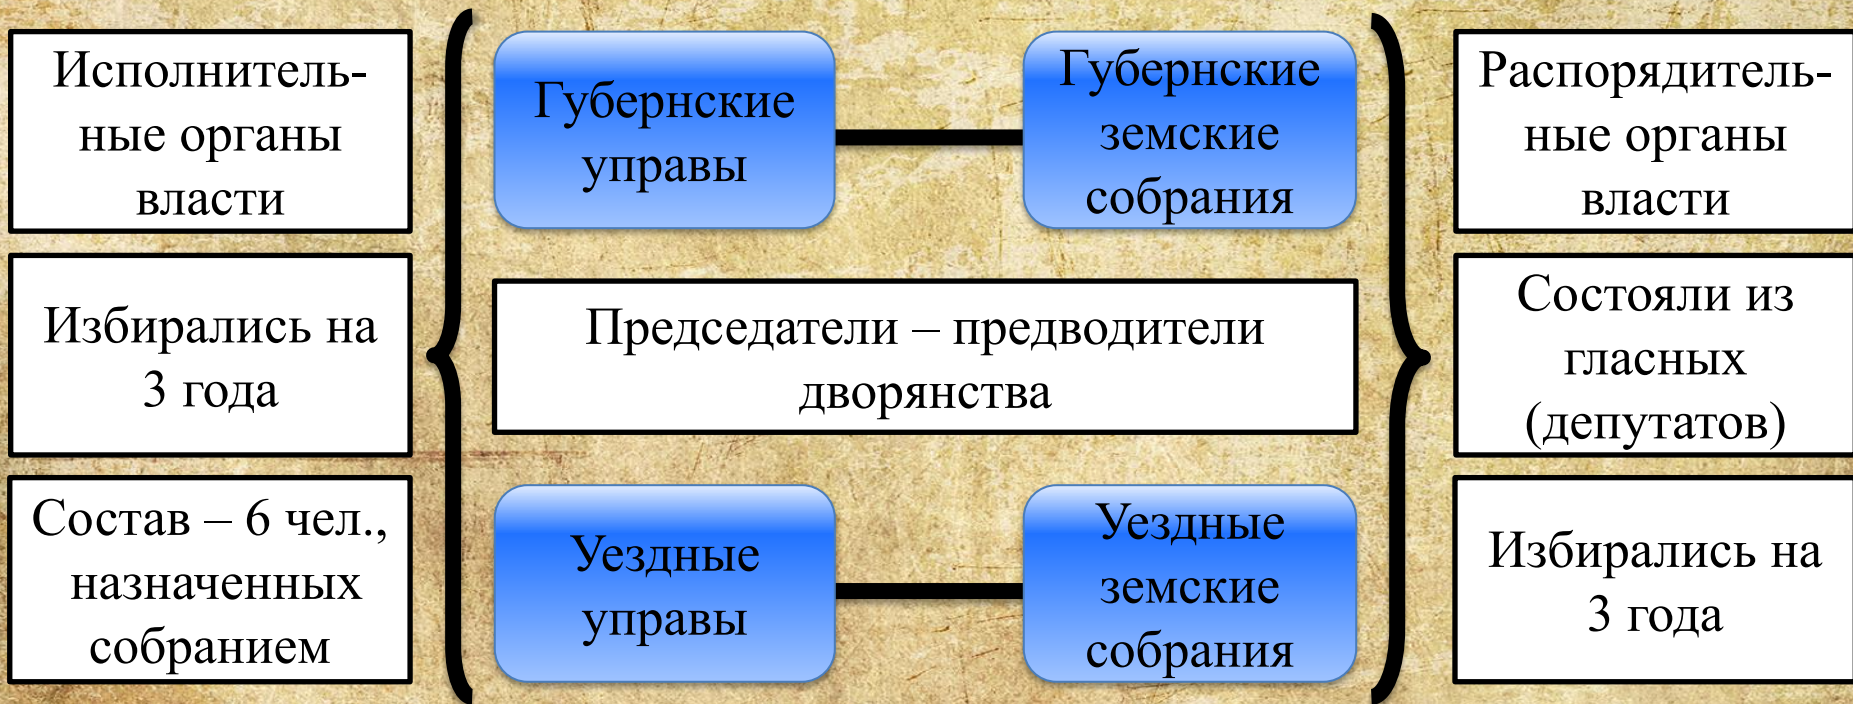 Исполнитель-
ные органы
власти
Избирались на
3 года
Состав – 6 чел.,
назначенных
собранием
Губернские
управы
Губернские
земские
собрания
Председатели – предводители
дворянства
Уездные
управы
Уездные
земские
собрания
Распорядитель-
ные органы
власти
Состояли из
гласных
(депутатов)
Избирались на
3 года